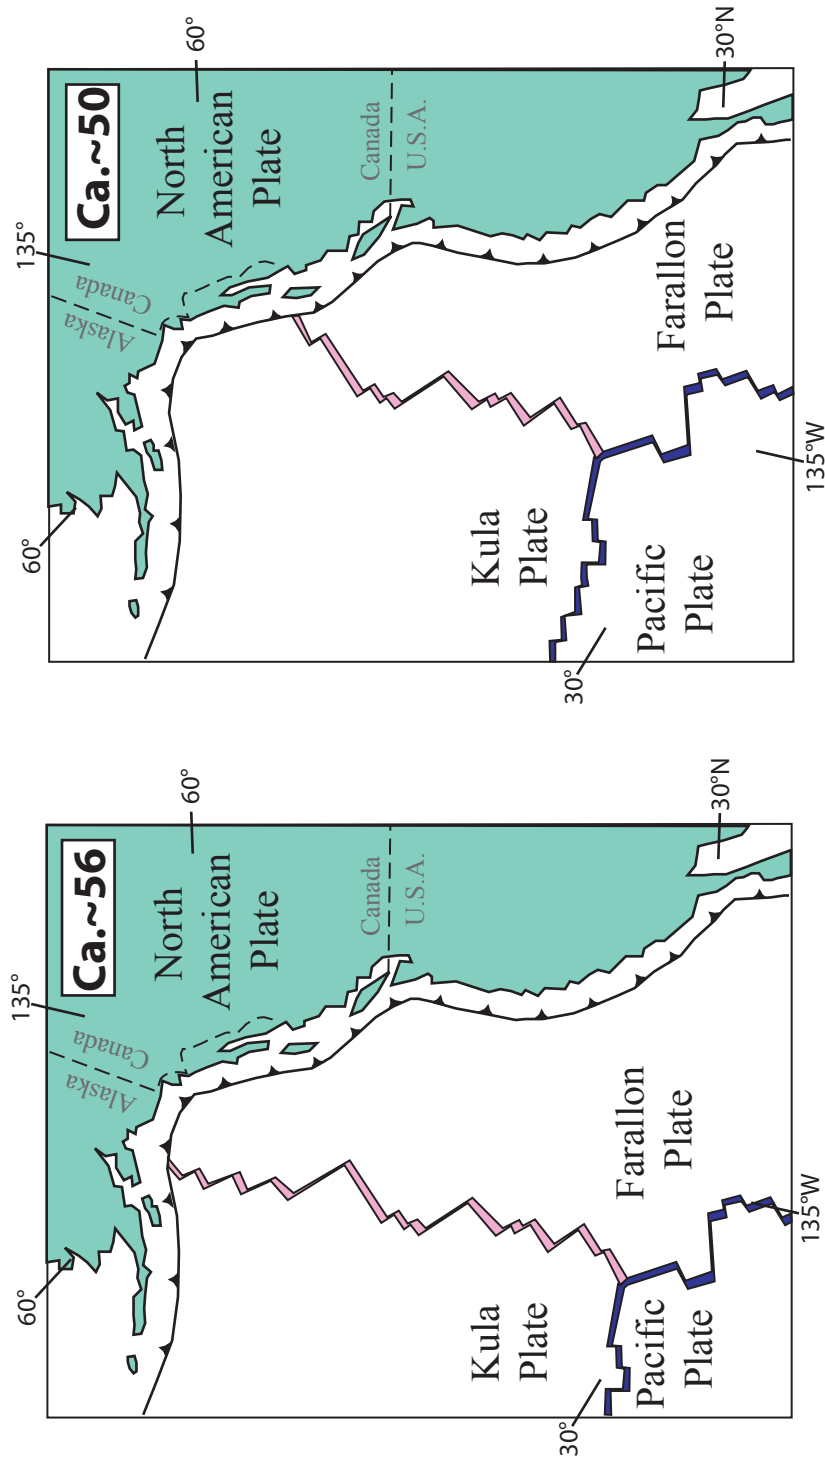 Ca.~56
135°
60°
60°
Alaska
Canada
North
American
Plate
Canada
U.S.A.
Kula
Plate
Farallon
Plate
Pacific
Plate
30°
135°W
30°N
Ca.~50
135°
60°
60°
Alaska
Canada
North
American
Plate
Canada
U.S.A.
Kula
Plate
Farallon
Plate
Pacific
Plate
30°
135°W
30°N